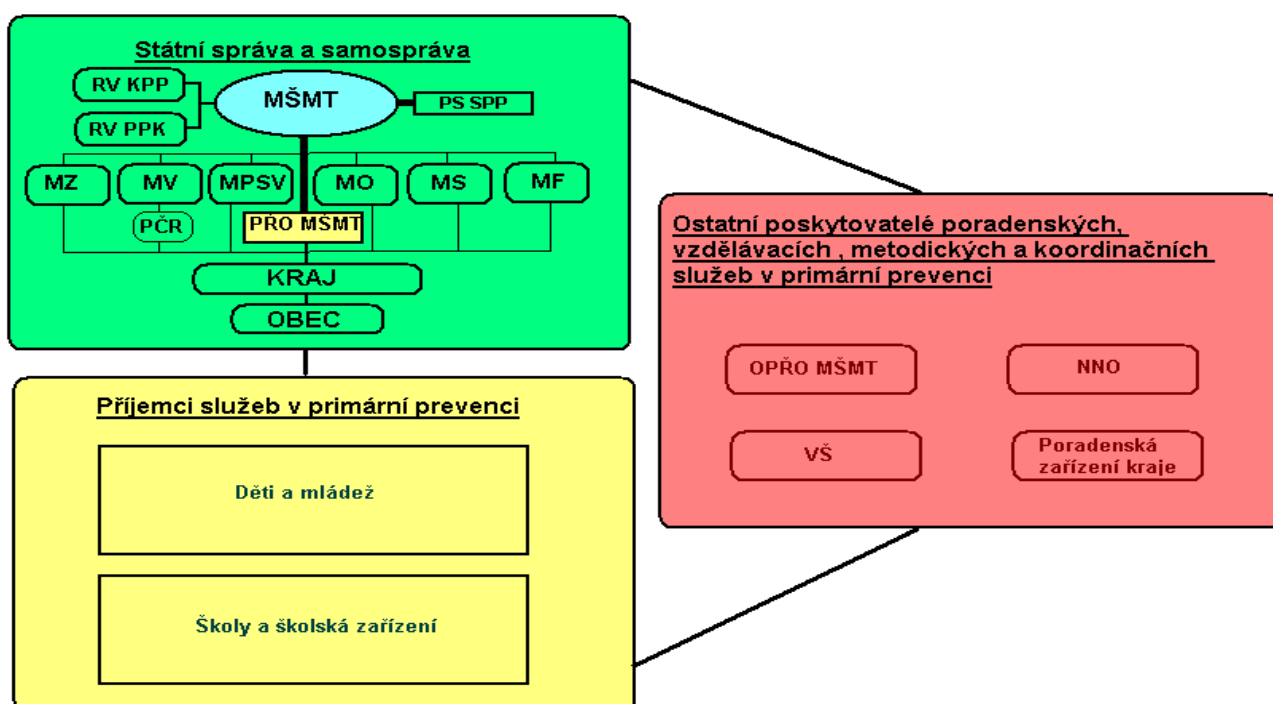 Státní správa a samospráva
RV KPP
MŠMT
PS SPP
RV PPK
MZ
MV
MPSV
MO
MS
MF
PČR
PŘO MŠMT
KRAJ
OBEC
Ostatní poskytovatelé poradenských,
vzdělávacích , metodických a koordinačních
služeb v primární prevenci
OPŘO MŠMT
NNO
VŠ
Poradenská
zařízení kraje
Příjemci služeb v primární prevenci
Děti a mládež
Školy a školská zařízení